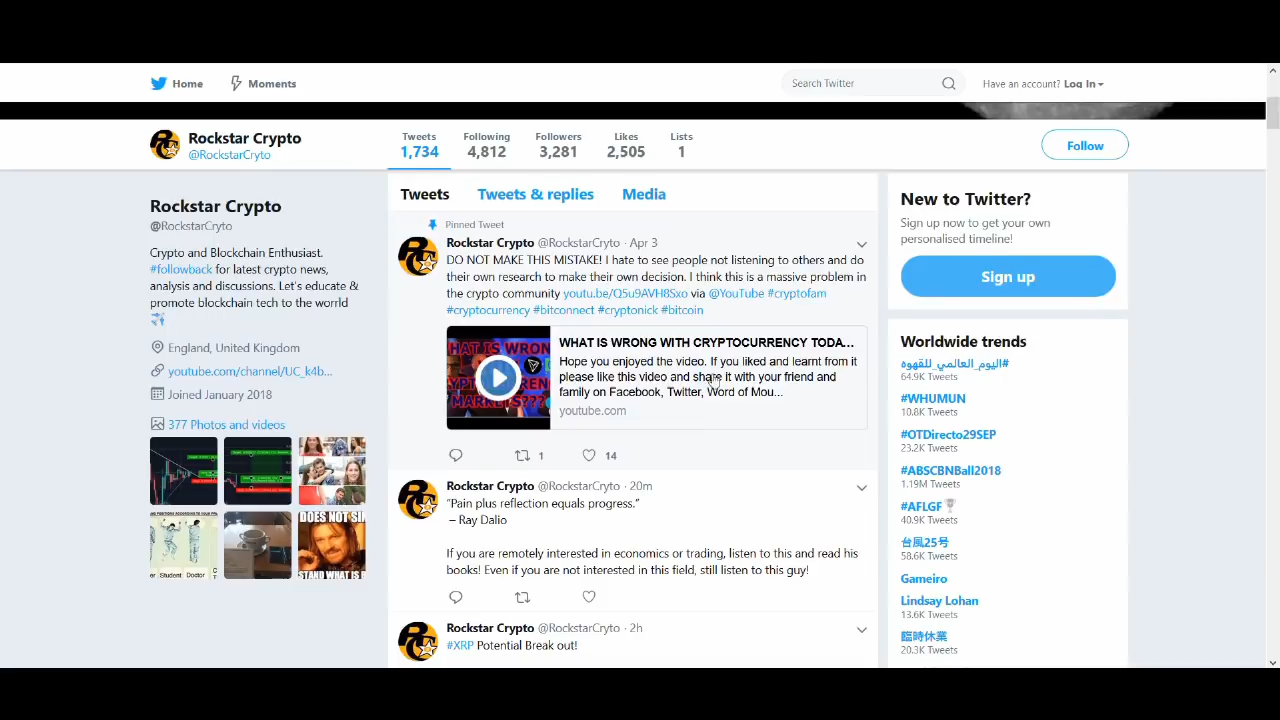 Home
Moments
Search Twitter
Have an account? Log In
Rockstar Crypto
@RockstarCryto
Tweets
1,734
Following
4,812
Followers
3,281
Likes
2,505
Lists
1
Follow
Rockstar Crypto
@RockstarCryto
Crypto and Blockchain Enthusiast.
#followback for latest crypto news,
analysis and discussions. Let's eduate &
promote blockchain tech to the worldd
England, United Kingdom
youtube.com/channel/UC_k4b...
Joined January 2018
377 Photos and videos
Student
Doctor
DOES NOT SI
Tweets
Tweets & replies
Media
Pinned Tweet
Rockstar Crypto @RockstarCryto · Apr 3
DO NOT MAKE THIS MISTAKE! I hate to see people not listening to others and do
their own research to make their own decision. I think this is a massive problem in
the crypto community youtu.be/Q5u9AVH8Sxo via @YouTube #cryptofam
#cryptocurrency #bitconnect #cryptonick #bitcoin
HAT IS WRON
WHAT IS WRONG WITH CRYPTOCURRENCY TODA...
Hope you enjoyed the video. If you liked and learnt from it
please like this video and share it with your friend and
family on Facebook, Twitter, Word of Mou...
youtube.com
1
14
Rockstar Crypto @RockstarCryto · 20m
“Pain plus reflection equals progress.”
– Ray Dalio
If you are remotely interested in economics or trading, listen to this and read his
books! Even if you are not interested in this field, still listen to this guy!
Rockstar Crypto @RockstarCryto · 2h
#XRP Potential Break out!
New to Twitter?
Sign up now to get your own
personalised timeline!
Sign up
Worldwide trends
#اليوم_العالمي_للقهوه
64.9K Tweets
#WHUMUN
10.8K Tweets
#OTDirecto29SEP
23.2K Tweets
#ABSCBNBall2018
1.19M Tweets
#AFLGF
40.9K Tweets
台風25号
58.6K Tweets
Gameiro
Lindsay Lohan
13.6K Tweets
臨時休業
20.3K Tweets